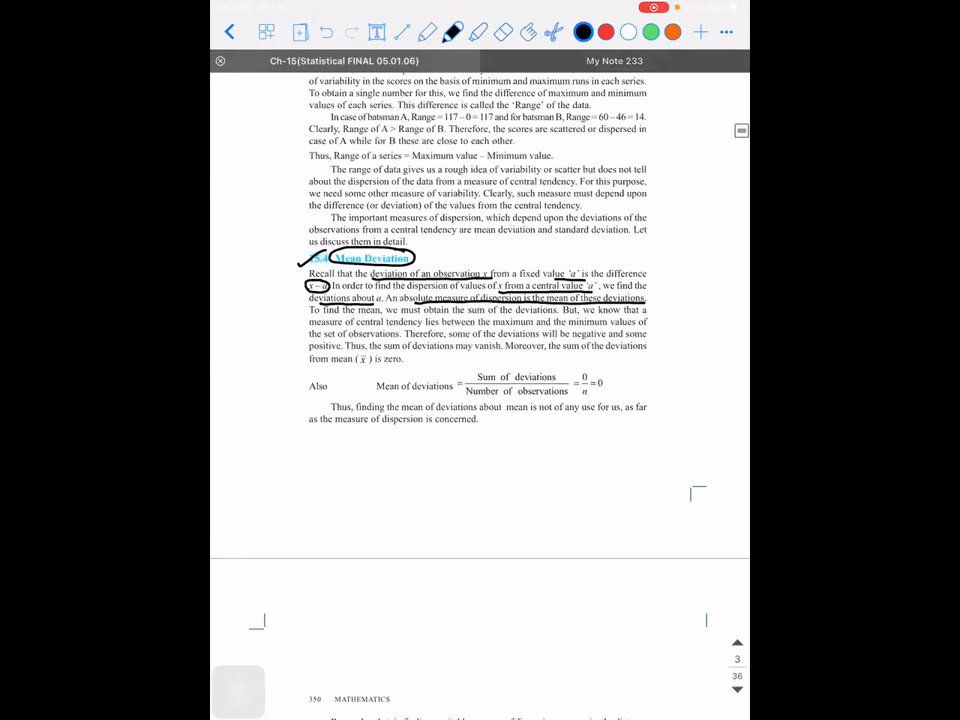 Ch-15(Statistical FINAL 05.01.06)
My Note 233
of variability in the scores on the basis of minimum and maximum runs in each series.
To obtain a single number for this, we find the difference of maximum and minimum
values of each series. This difference is called the ‘Range’ of the data.
In case of batsman A, Range = 117 – 0 = 117 and for batsman B, Range = 60 – 46 = 14.
Clearly, Range of A > Range of B. Therefore, the scores are scattered or dispersed in
case of A while for B these are close to each other.
Thus, Range of a series = Maximum value – Minimum value.
The range of data gives us a rough idea of variability or scatter but does not tell
about the dispersion of the data from a measure of central tendency. For this purpose,
we need some other measure of variability. Clearly, such measure must depend upon
the difference (or deviation) of the values from the central tendency.
The important measures of dispersion, which depend upon the deviations of the
observations from a central tendency are mean deviation and standard deviation. Let
us discuss them in detail.
15.4 Mean Deviation
Recall that the deviation of an observation x from a fixed value ‘a’ is the difference
x – a. In order to find the dispersion of values of x from a central value ‘a’ , we find the
deviations about a. An absolute measure of dispersion is the mean of these deviations.
To find the mean, we must obtain the sum of the deviations. But, we know that a
measure of central tendency lies between the maximum and the minimum values of
the set of observations. Therefore, some of the deviations will be negative and some
positive. Thus, the sum of deviations may vanish. Moreover, the sum of the deviations
from mean ( x̄ ) is zero.
Also Mean of deviations = Sum of deviations / Number of observations = 0/n = 0
Thus, finding the mean of deviations about mean is not of any use for us, as far
as the measure of dispersion is concerned.
3
36
350 MATHEMATICS